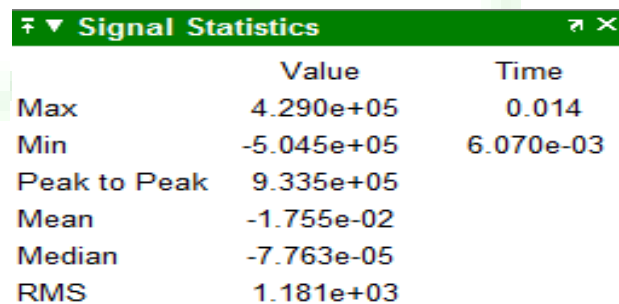 Signal Statistics
Value Time
Max 4.290e+05 0.014
Min -5.045e+05 6.070e-03
Peak to Peak 9.335e+05
Mean -1.755e-02
Median -7.763e-05
RMS 1.181e+03